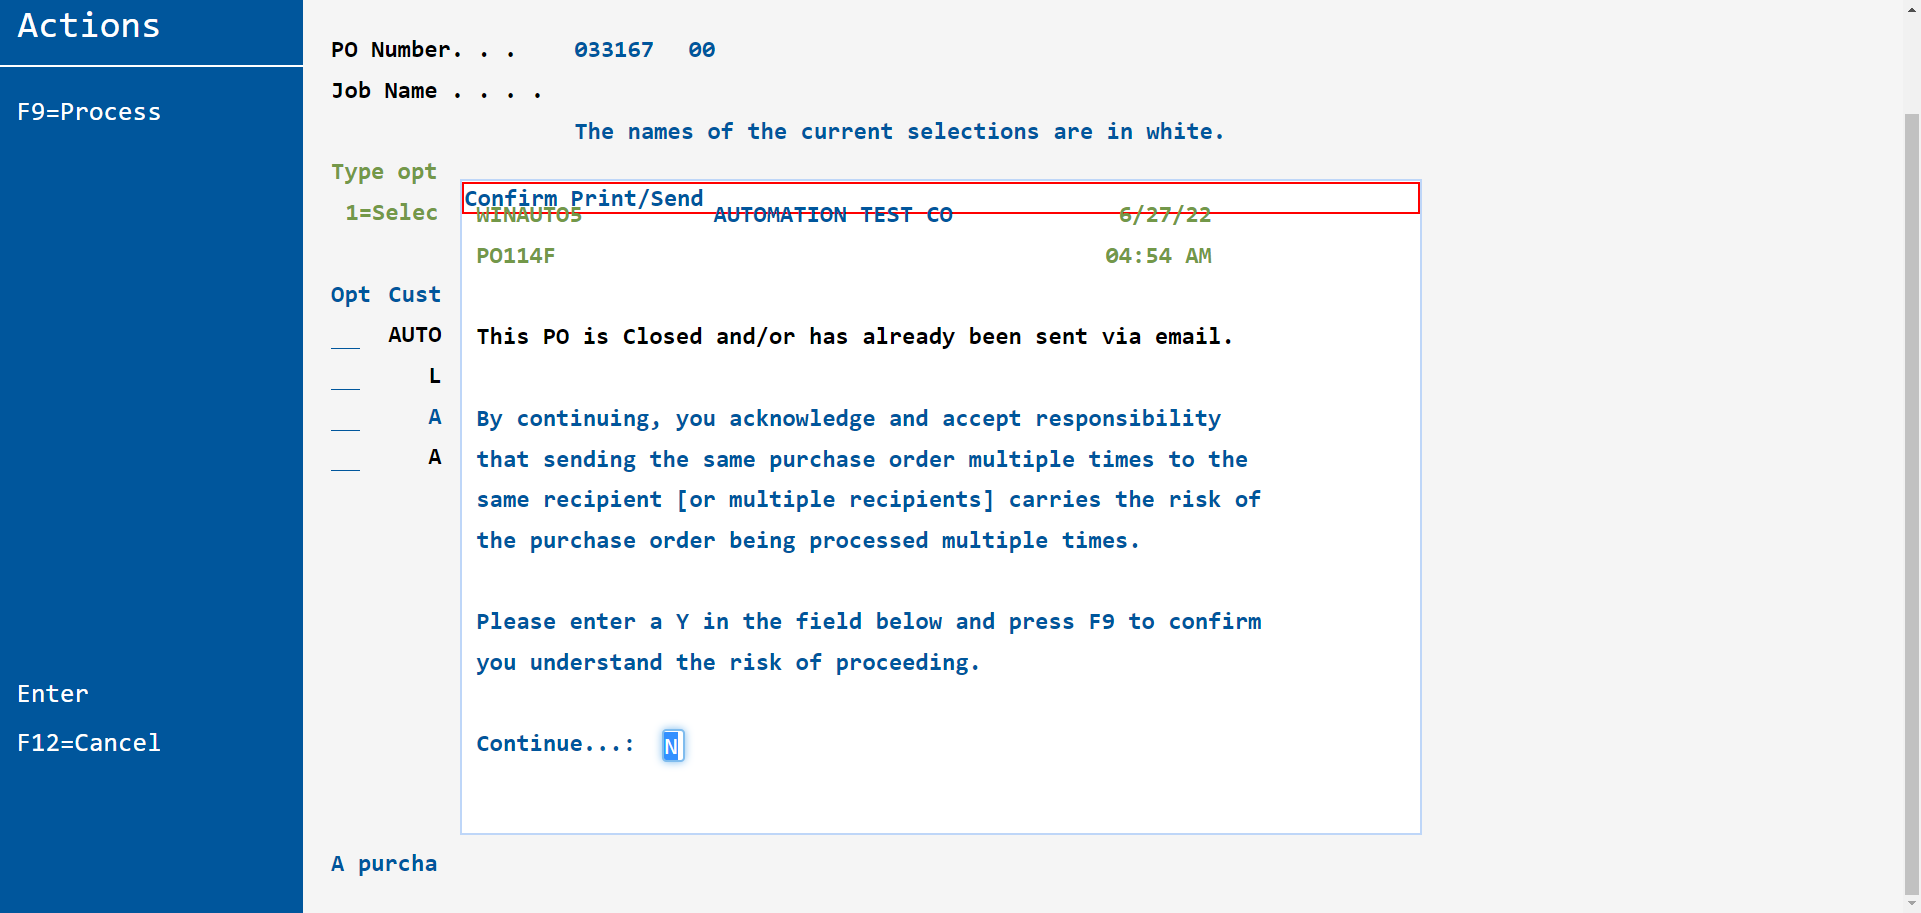 Actions
F9=Process
Enter
F12=Cancel
PO Number. . . 033167 00
Job Name . . . .
The names of the current selections are in white.
Type opt
1=Selec
Opt Cust
__ AUTO
__ L
__ A
__ A
Confirm Print/Send
WINAUTO5 AUTOMATION TEST CO 6/27/22
PO114F 04:54 AM
This PO is Closed and/or has already been sent via email.
By continuing, you acknowledge and accept responsibility
that sending the same purchase order multiple times to the
same recipient [or multiple recipients] carries the risk of
the purchase order being processed multiple times.
Please enter a Y in the field below and press F9 to confirm
you understand the risk of proceeding.
Continue...: N
A purcha